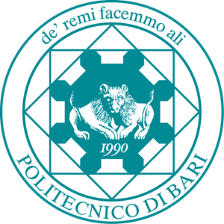 de' remi facemmo ali
1990
POLITECNICO DI BARI